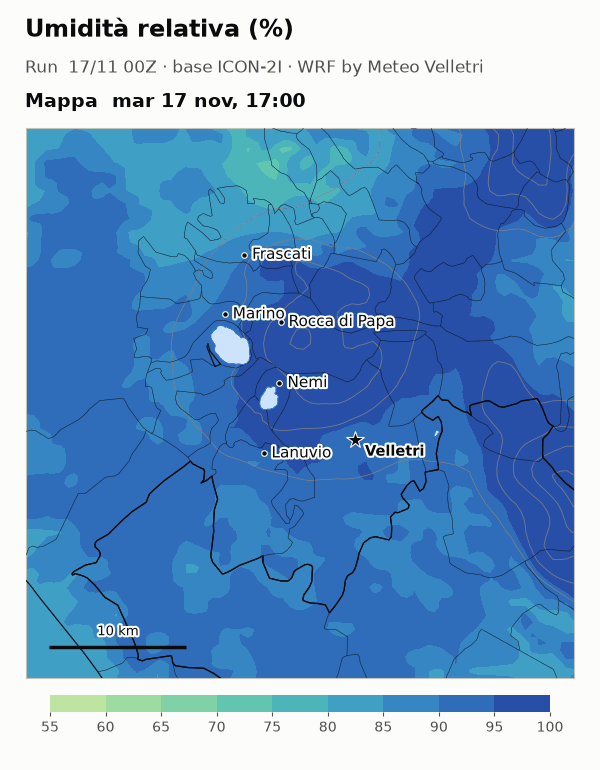 Umidità relativa (%)
Run  17/11 00Z · base ICON-2I · WRF by Meteo Velletri
Mappa  mar 17 nov, 17:00
Frascati
Marino
Rocca di Papa
Nemi
Velletri
Lanuvio
10 km
55 60 65 70 75 80 85 90 95 100